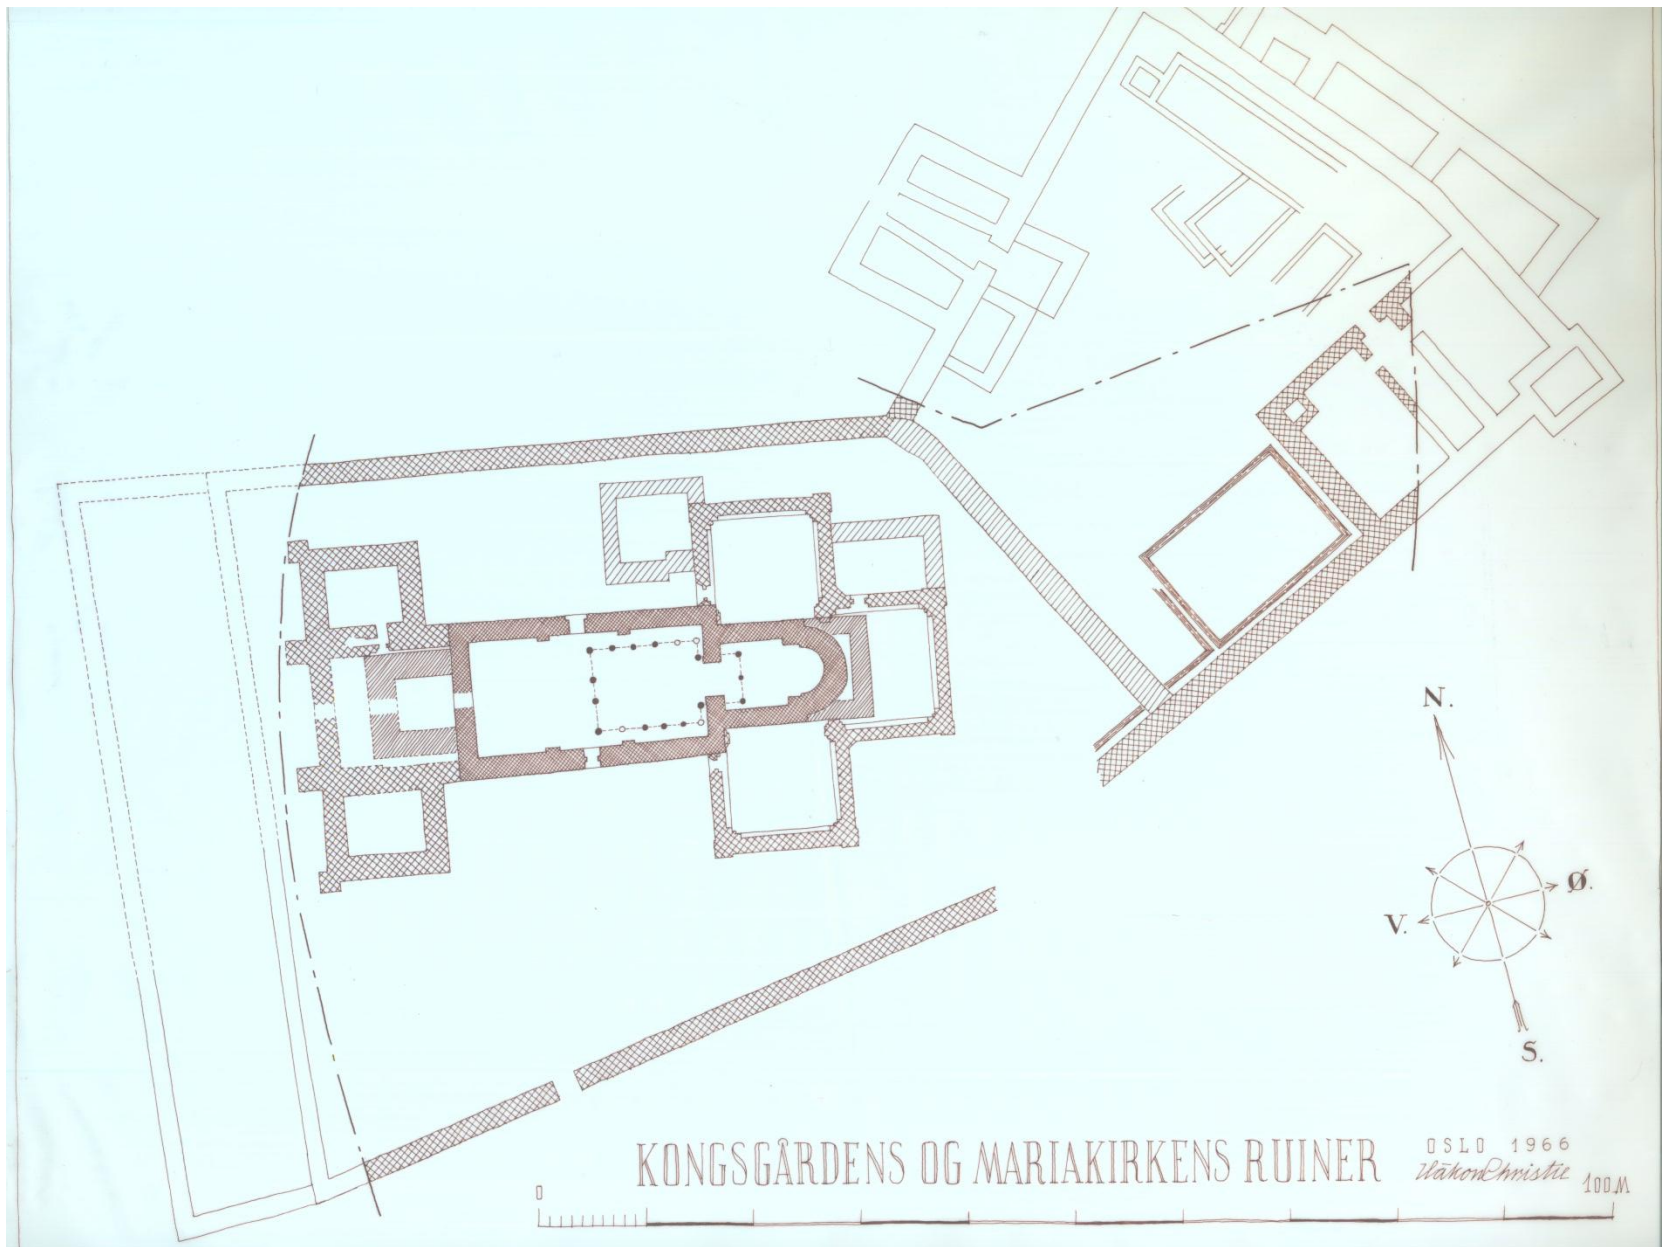 N.
Ø.
V.
S.
KONGSGÅRDENS OG MARIAKIRKENS RUINER
OSLO 1966
Håkon Christie
0
100 M